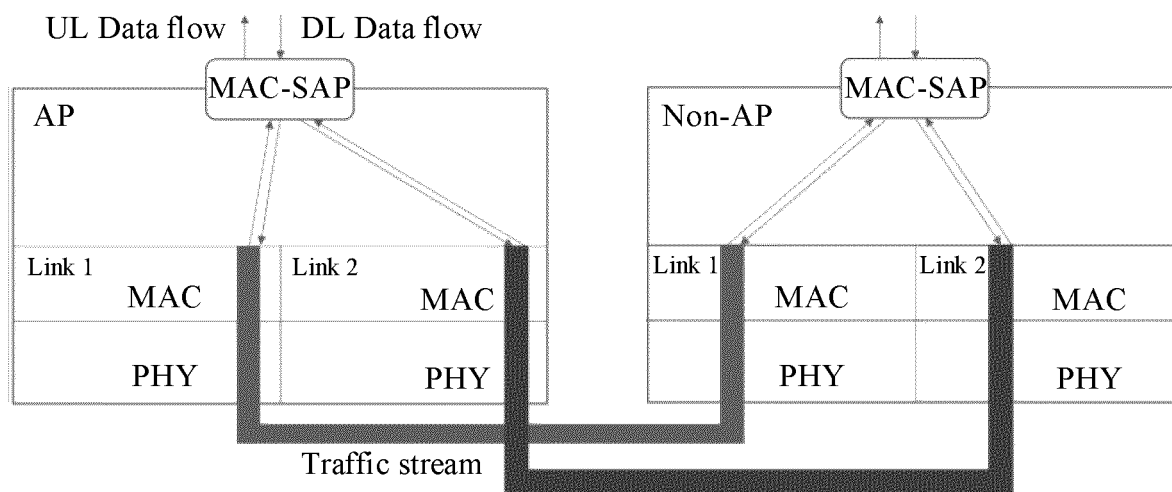 UL Data flow DL Data flow
MAC-SAP MAC-SAP
AP Non-AP
Link 1 Link 2 Link 1 Link 2
MAC MAC MAC MAC
PHY PHY PHY PHY
Traffic stream